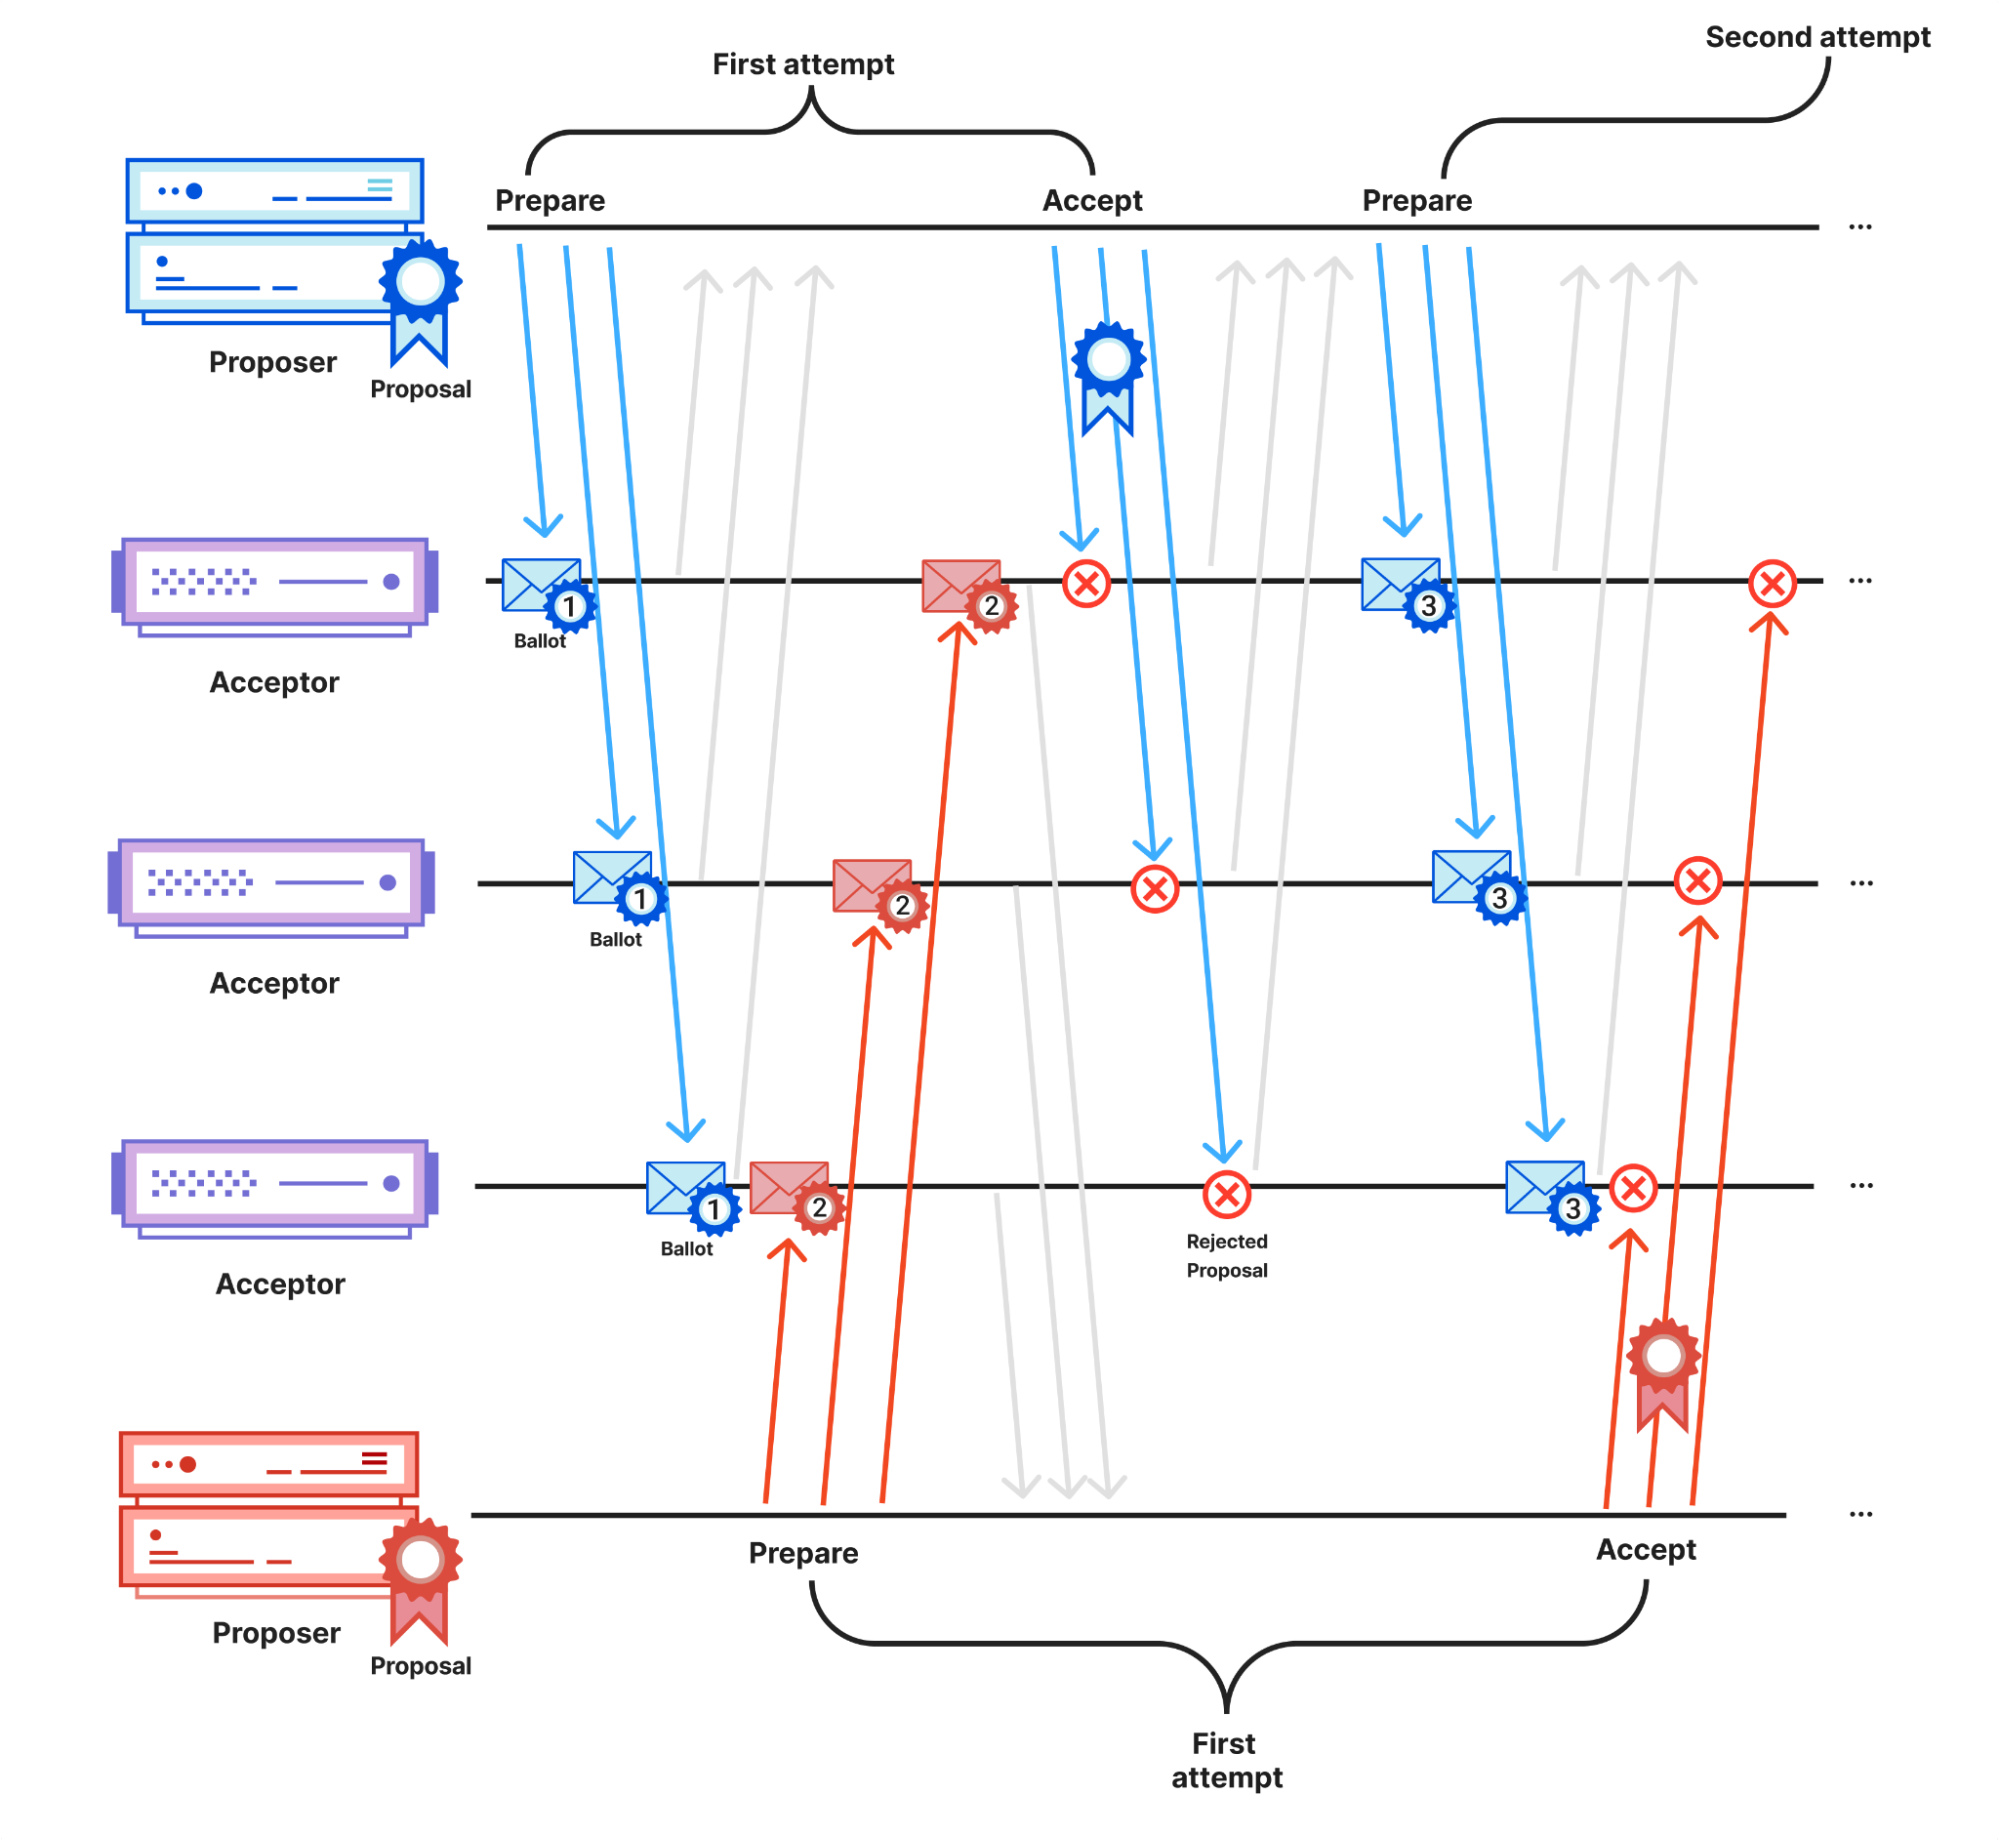 Second attempt
First attempt
Prepare
Accept
Prepare
...
Proposer
Proposal
2
...
1
3
Ballot
Acceptor
1
2
3
...
Ballot
Acceptor
1
2
3
...
Ballot
Rejected
Proposal
Acceptor
...
Prepare
Accept
Proposer
Proposal
First
attempt